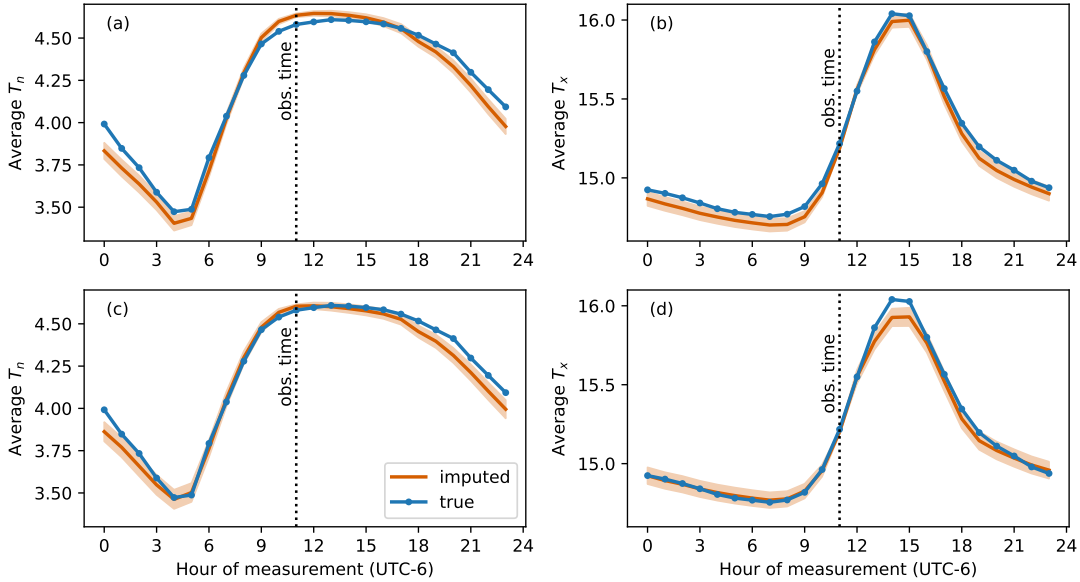 (a)
Average Tn
4.50
4.25
4.00
3.75
3.50
obs. time
0 3 6 9 12 15 18 21 24
(b)
Average Tx
16.0
15.5
15.0
obs. time
0 3 6 9 12 15 18 21 24
(c)
Average Tn
4.50
4.25
4.00
3.75
3.50
obs. time
imputed
true
0 3 6 9 12 15 18 21 24
Hour of measurement (UTC-6)
(d)
Average Tx
16.0
15.5
15.0
obs. time
0 3 6 9 12 15 18 21 24
Hour of measurement (UTC-6)